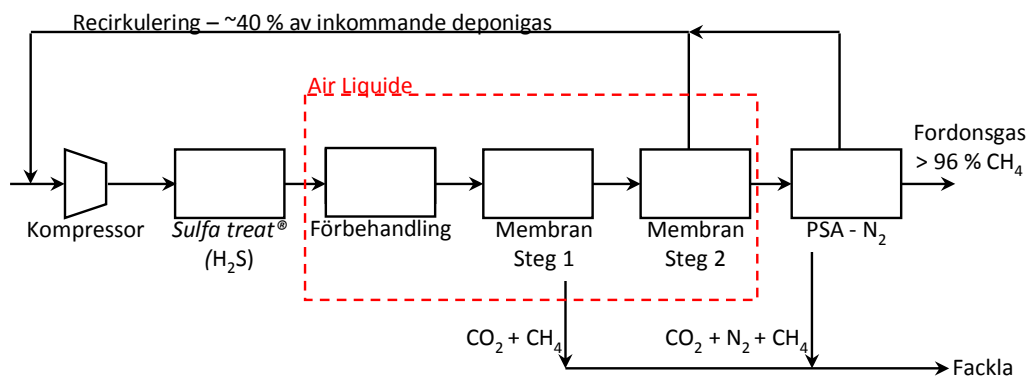 Recirkulering – ~40 % av inkommande deponigas
Air Liquide
Fordonsgas
> 96 % CH₄
Kompressor
Sulfa treat®
(H₂S)
Förbehandling
Membran
Steg 1
Membran
Steg 2
PSA - N₂
CO₂ + CH₄
CO₂ + N₂ + CH₄
Fackla